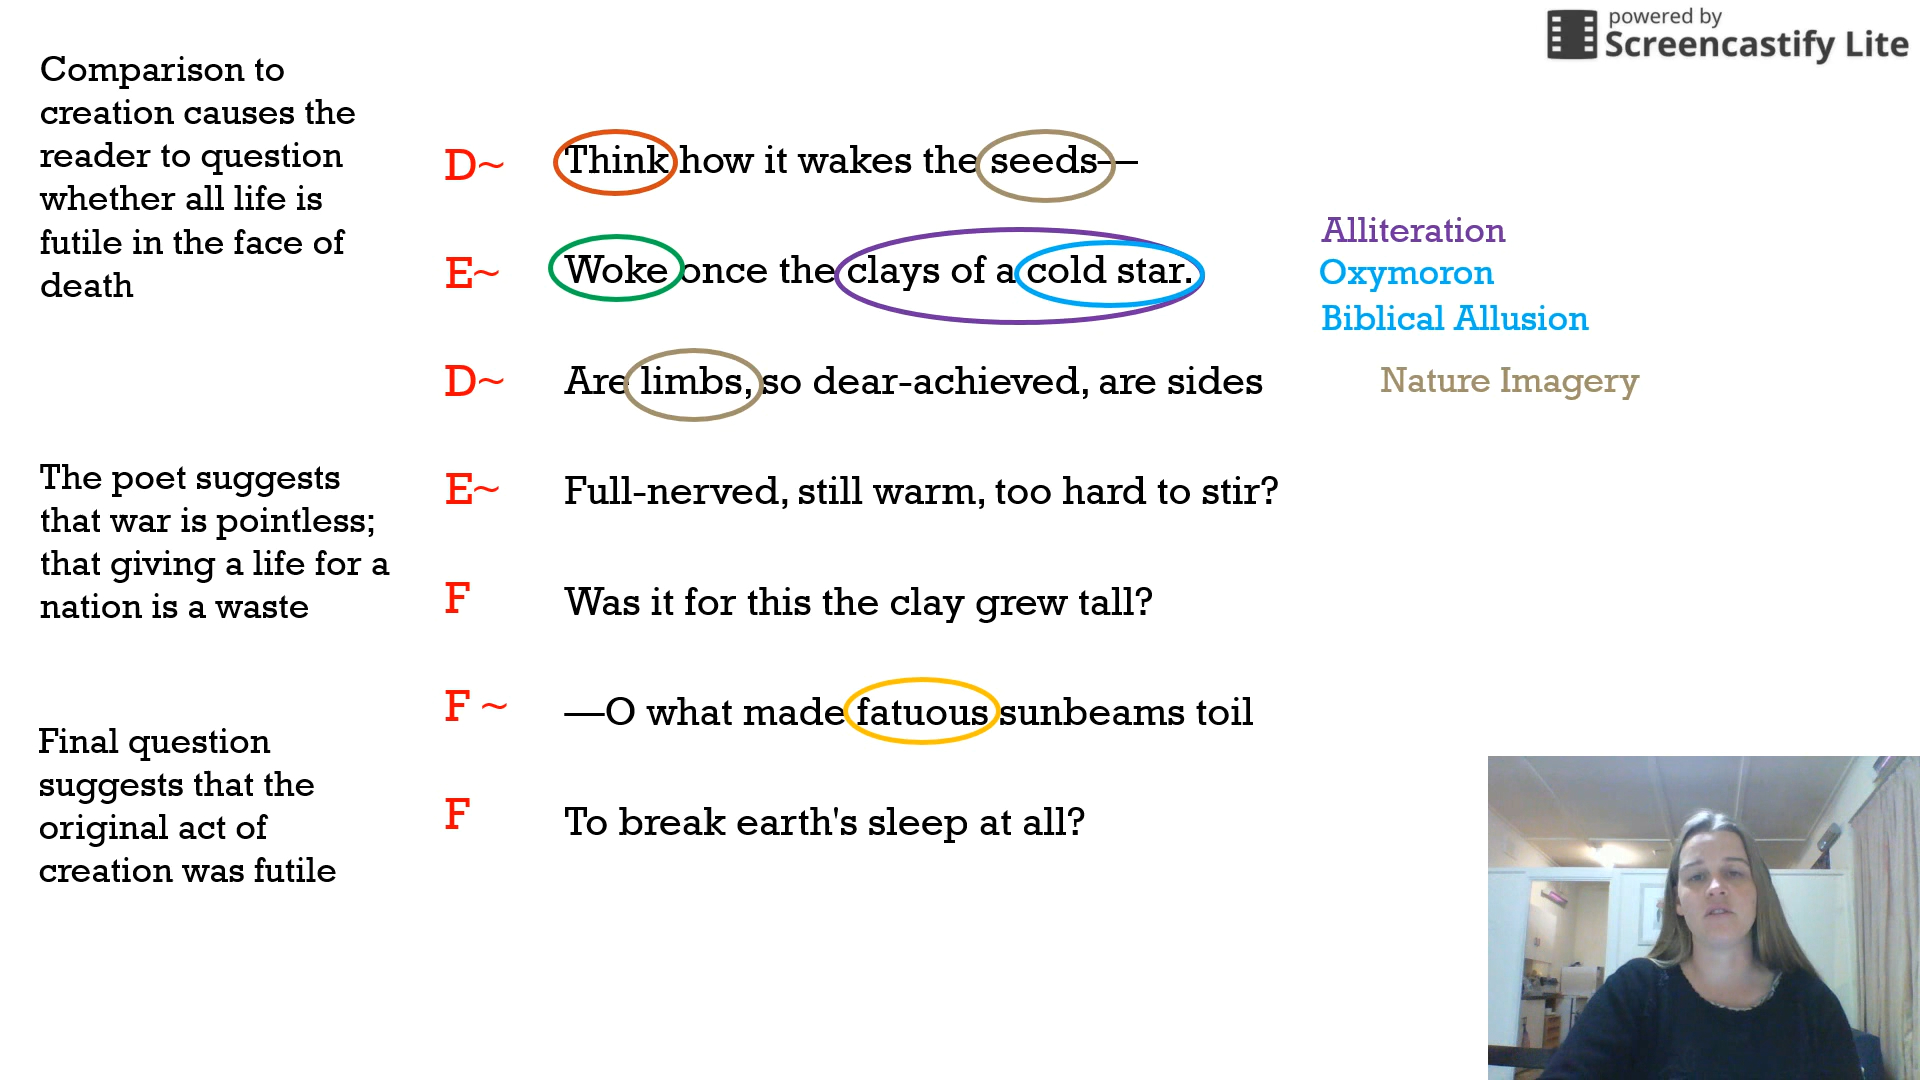 powered by
Screencastify Lite
Comparison to
creation causes the
reader to question
whether all life is
futile in the face of
death
The poet suggests
that war is pointless;
that giving a life for a
nation is a waste
Final question
suggests that the
original act of
creation was futile
D~ Think how it wakes the seeds—
E~ Woke once the clays of a cold star.
D~ Are limbs, so dear-achieved, are sides
E~ Full-nerved, still warm, too hard to stir?
F Was it for this the clay grew tall?
F ~ —O what made fatuous sunbeams toil
F To break earth's sleep at all?
Alliteration
Oxymoron
Biblical Allusion
Nature Imagery